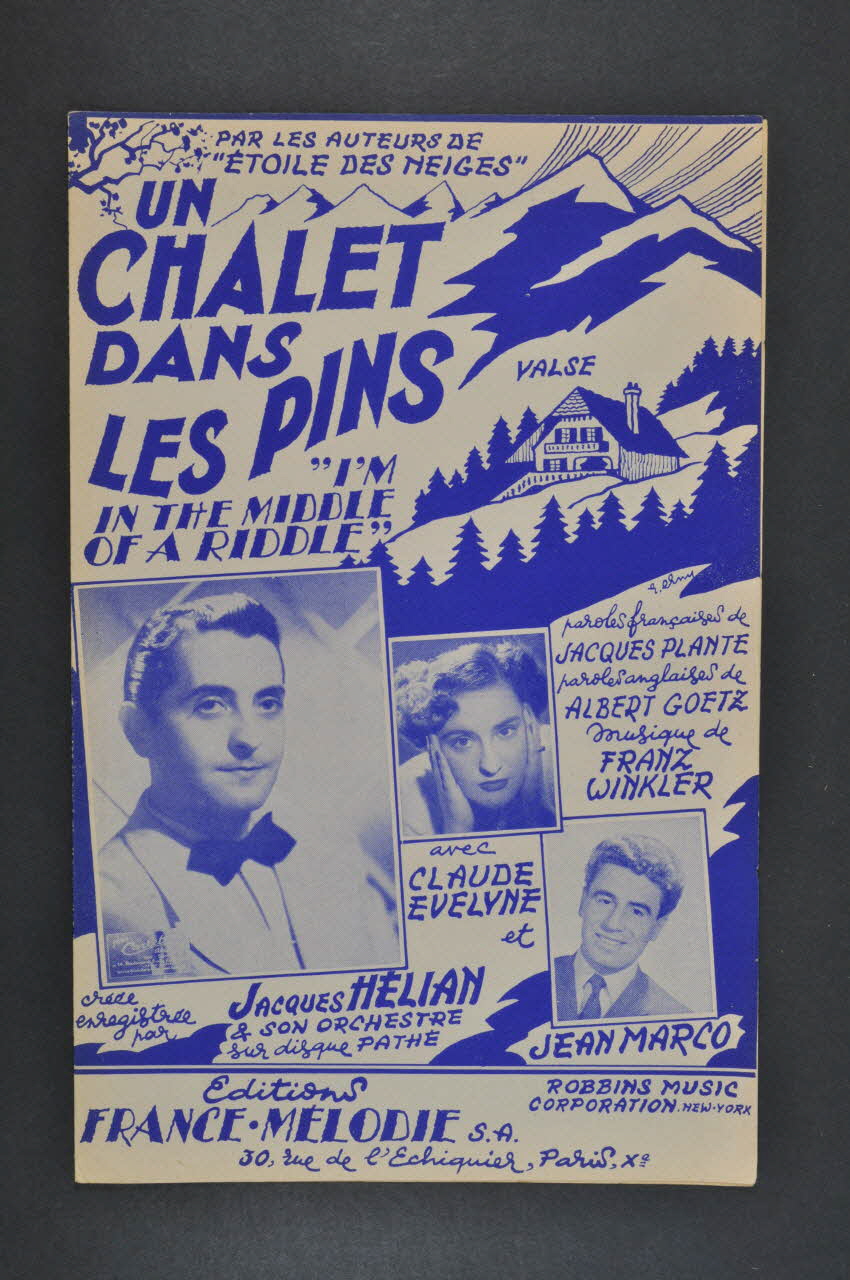 PAR LES AUTEURS DE
"ÉTOILE DES NEIGES"
UN
CHALET
DANS
LES PINS
VALSE
"I'M
IN THE MIDDLE
OF A RIDDLE"
paroles françaises de
JACQUES PLANTE
paroles anglaises de
ALBERT GOETZ
musique de
FRANZ
WINKLER
avec
CLAUDE
EVELYNE
et
JEAN MARCO
créée
enregistrée
par
JACQUES HÉLIAN
& SON ORCHESTRE
sur disque PATHÉ
Editions
FRANCE·MÉLODIE S.A.
30, rue de l'Echiquier, Paris, Xe
ROBBINS MUSIC
CORPORATION. NEW-YORK